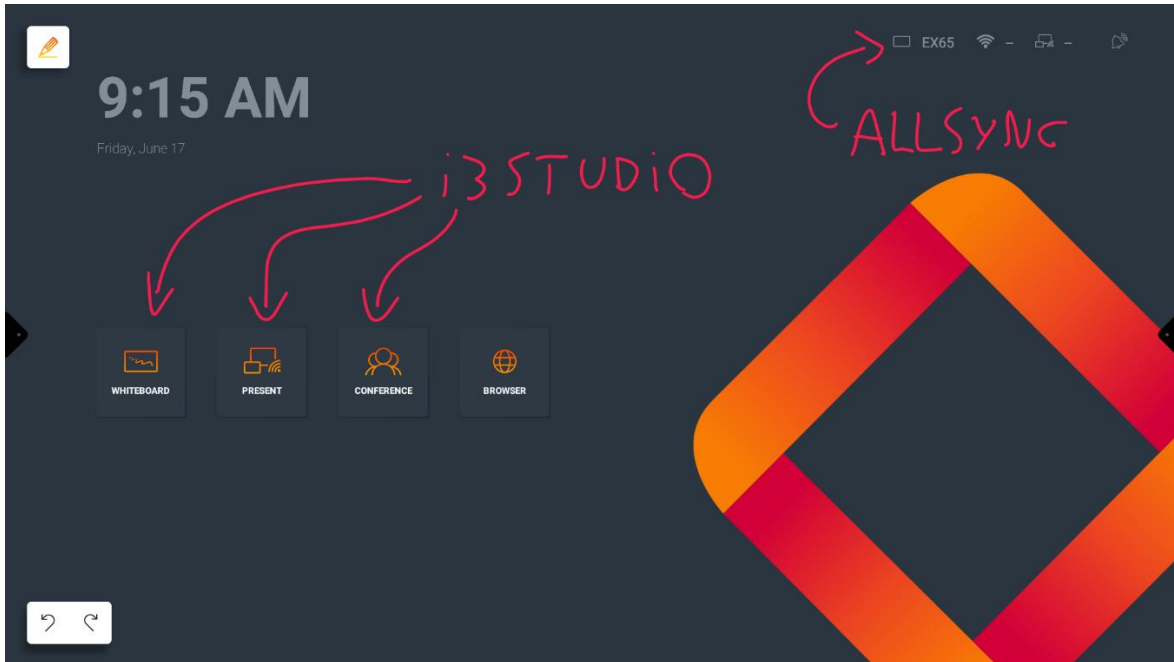 EX65 – –
9:15 AM
ALLSYNC
Friday, June 17
i3STUDiO
WHITEBOARD PRESENT CONFERENCE BROWSER